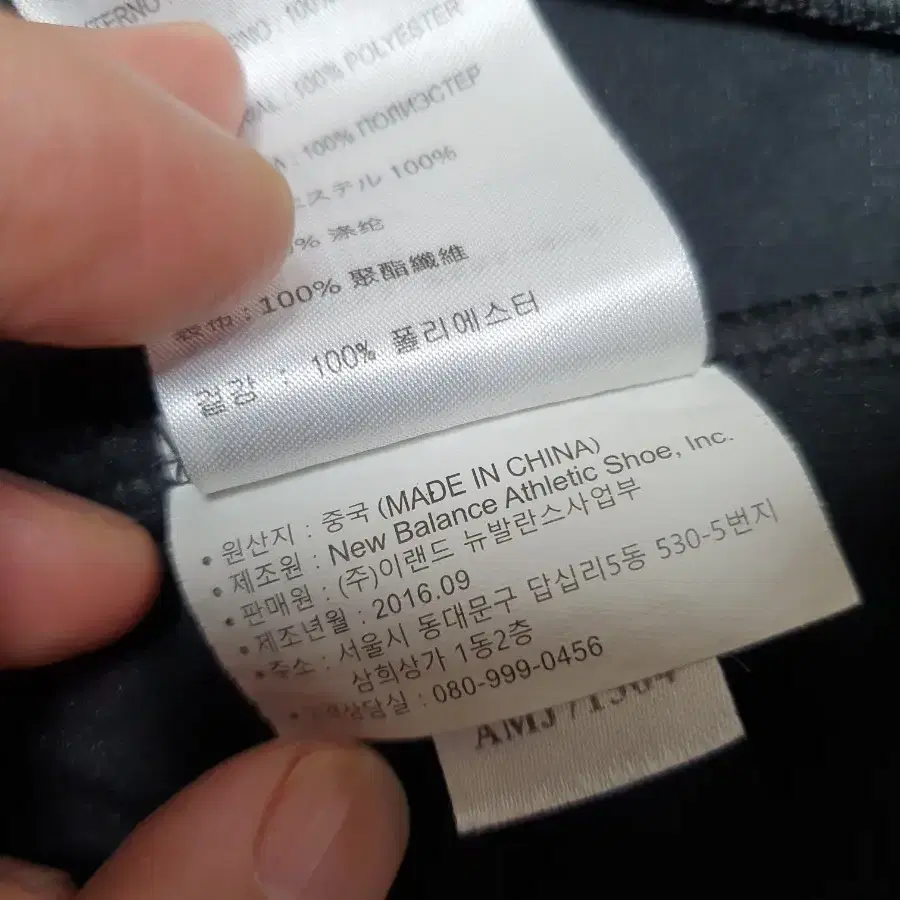 100%
100% POLYESTER
: 100% ПОЛИЭСТЕР
ステル 100%
% 涤纶
: 100% 聚酯纖維
겉감 : 100% 폴리에스터
• 원산지 : 중국 (MADE IN CHINA)
• 제조원 : New Balance Athletic Shoe, Inc.
• 판매원 : (주)이랜드 뉴발란스사업부
• 제조년월 : 2016.09
• 주소 : 서울시 동대문구 답십리5동 530-5번지
삼희상가 1동2층
상담실 : 080-999-0456